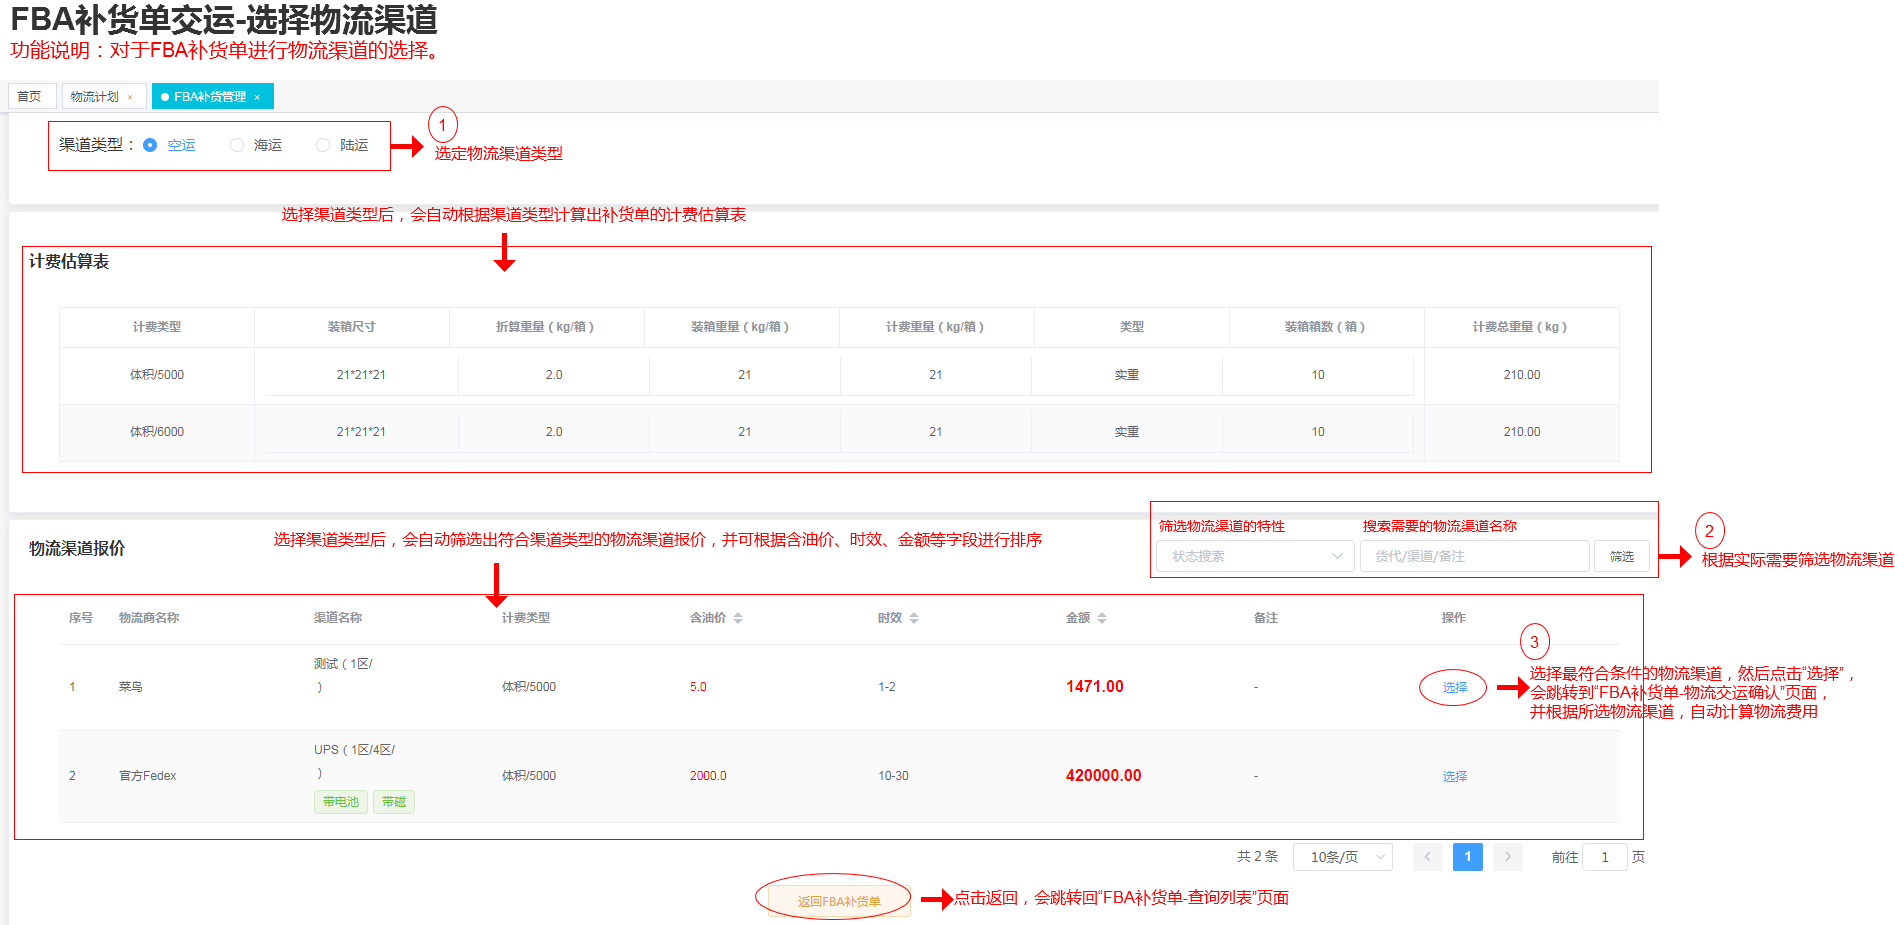 FBA补货单交运-选择物流渠道
功能说明：对于FBA补货单进行物流渠道的选择。
首页 物流计划 × FBA补货管理 ×
渠道类型： 空运 海运 陆运
1
选定物流渠道类型
选择渠道类型后，会自动根据渠道类型计算出补货单的计费估算表
计费估算表
计费类型 装箱尺寸 折算重量（kg/箱） 装箱重量（kg/箱） 计费重量（kg/箱） 类型 装箱箱数（箱） 计费总重量（kg）
体积/5000 21*21*21 2.0 21 21 实重 10 210.00
体积/6000 21*21*21 2.0 21 21 实重 10 210.00
物流渠道报价
选择渠道类型后，会自动筛选出符合渠道类型的物流渠道报价，并可根据含油价、时效、金额等字段进行排序
筛选物流渠道的特性 搜索需要的物流渠道名称
状态搜索 货代/渠道/备注 筛选
2
根据实际需要筛选物流渠道
序号 物流商名称 渠道名称 计费类型 含油价 时效 金额 备注 操作
1 菜鸟 测试（1区/
） 体积/5000 5.0 1-2 1471.00 - 选择
3
选择最符合条件的物流渠道，然后点击“选择”，
会跳转到“FBA补货单-物流交运确认”页面，
并根据所选物流渠道，自动计算物流费用
2 官方Fedex UPS（1区/4区/
） 体积/5000 2000.0 10-30 420000.00 - 选择
带电池 带磁
共 2 条 10条/页 < 1 > 前往 1 页
返回FBA补货单
点击返回，会跳转回“FBA补货单-查询列表”页面